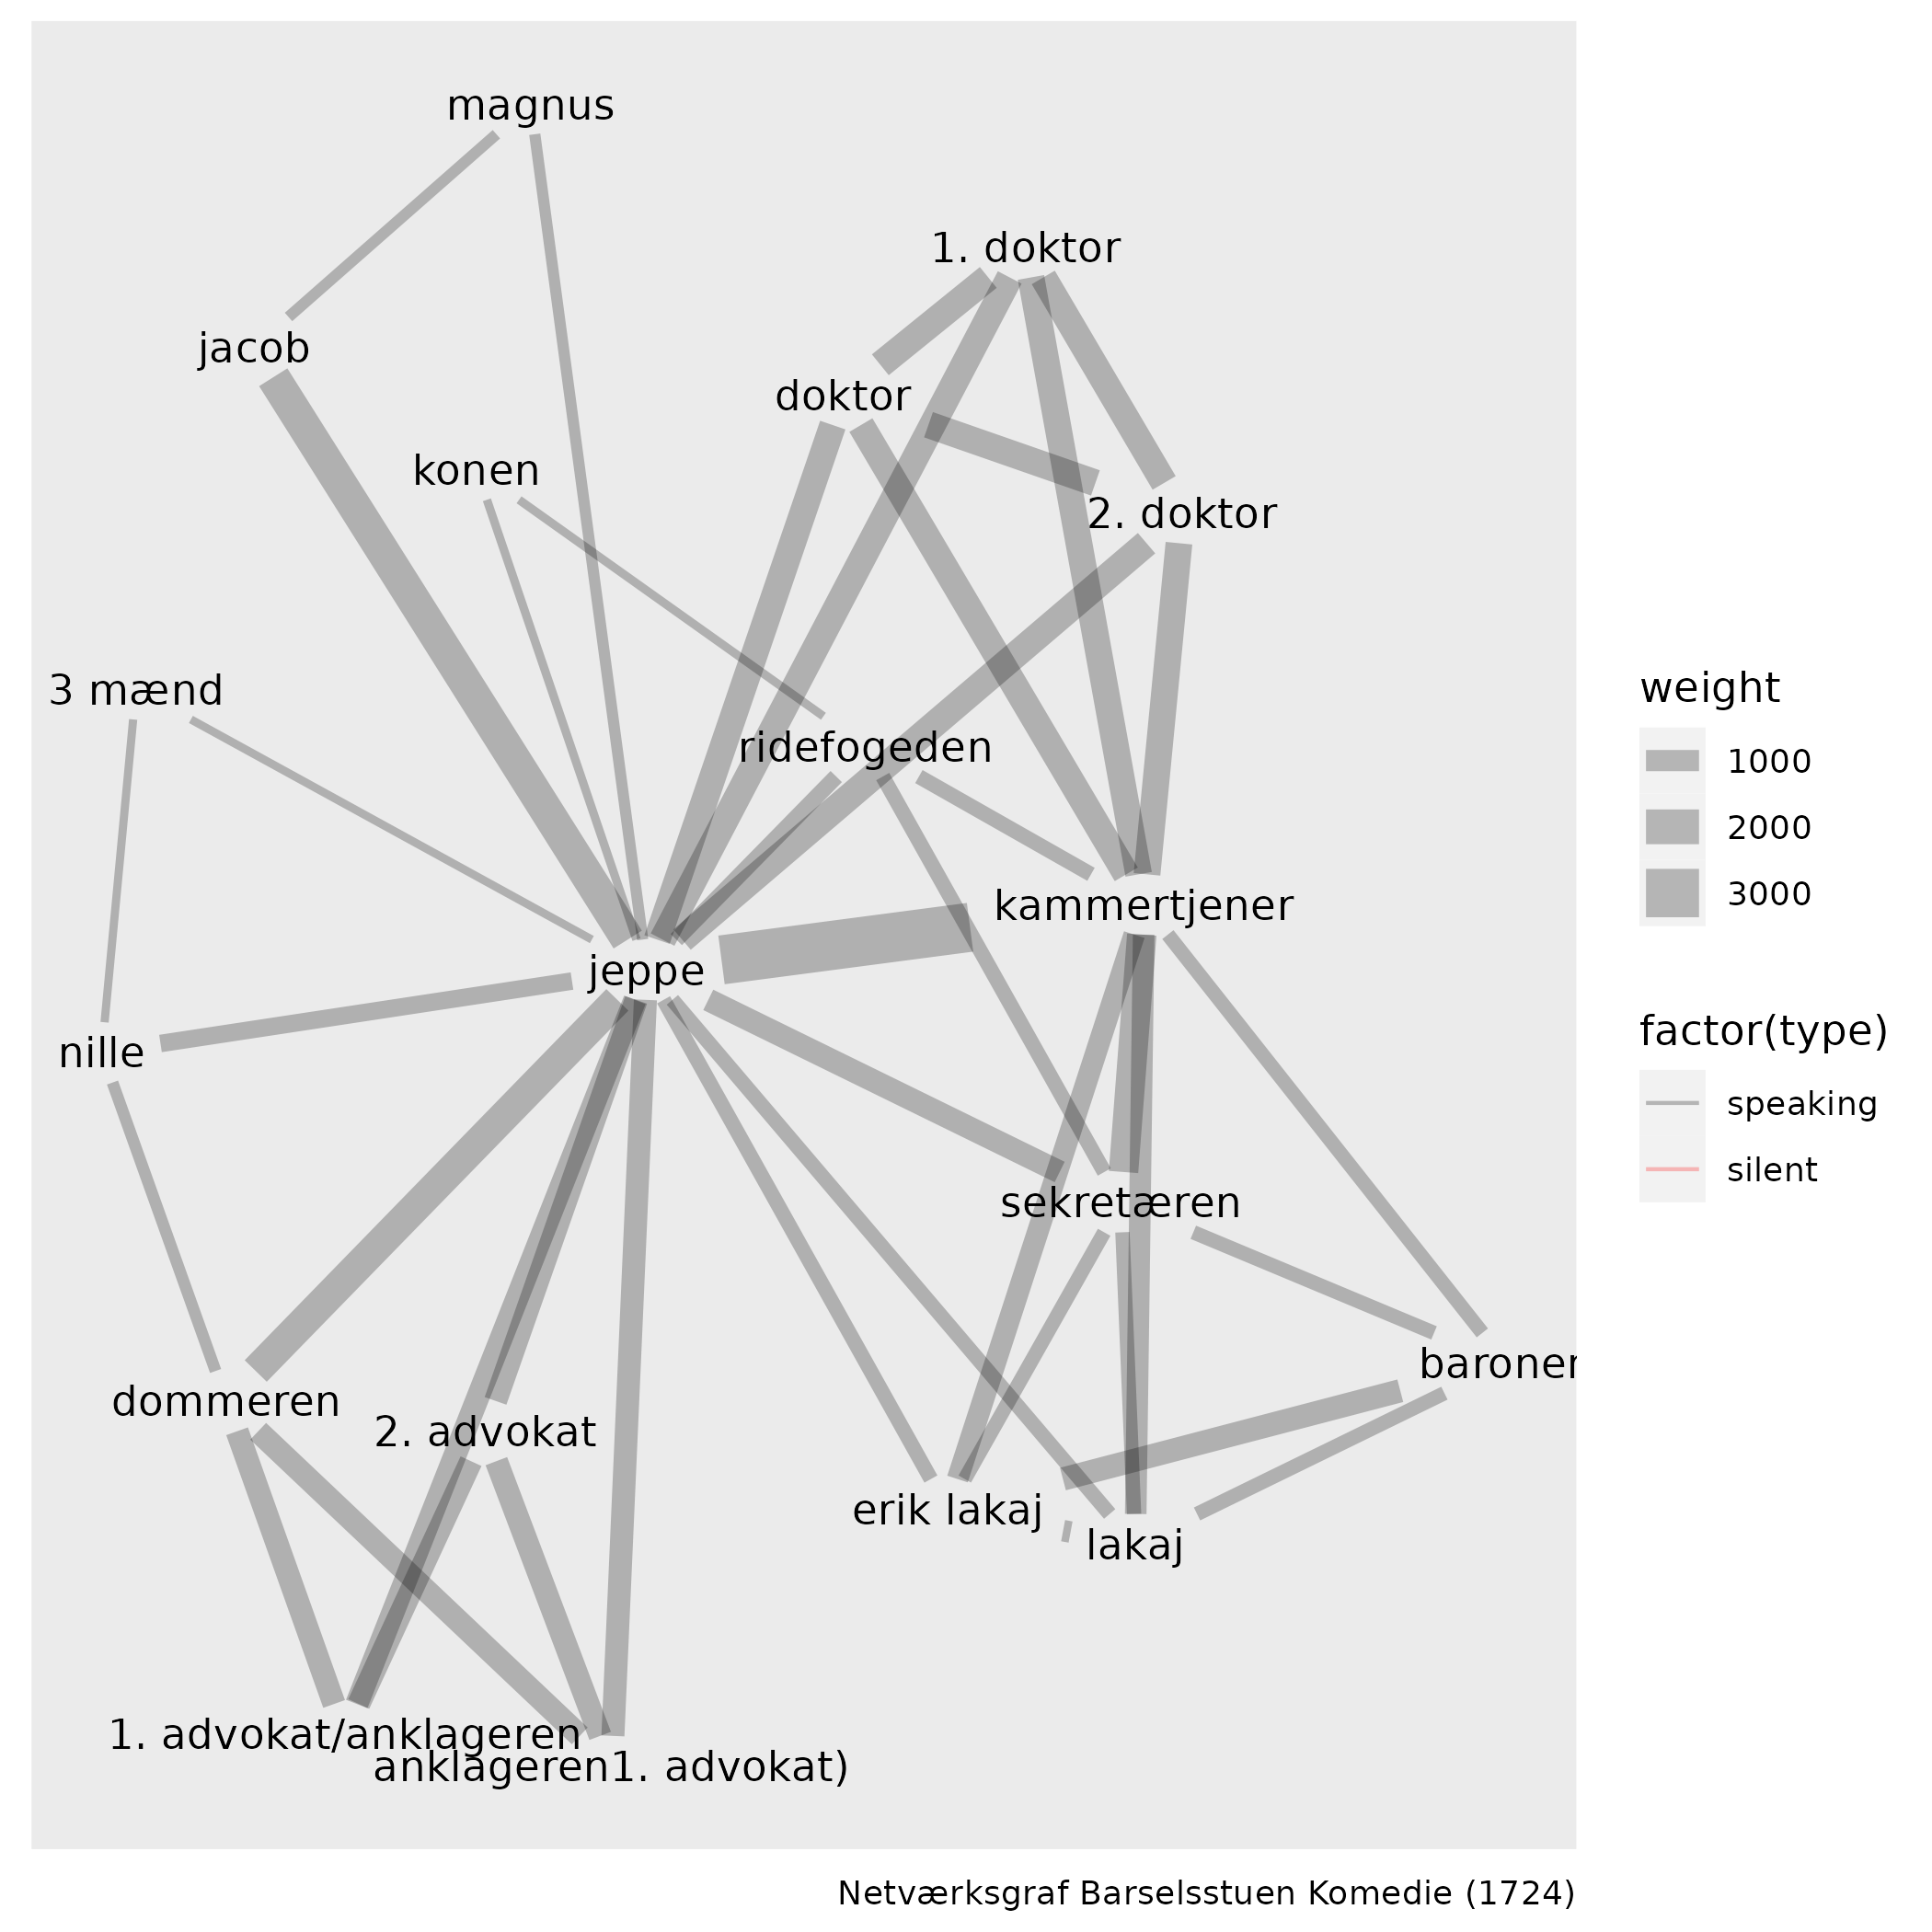 magnus
1. doktor
jacob
doktor
konen
2. doktor
3 mænd
ridefogeden
kammertjener
jeppe
nille
sekretæren
baronen
dommeren
2. advokat
erik lakaj
lakaj
1. advokat/anklageren
anklageren1. advokat)
weight
1000
2000
3000
factor(type)
speaking
silent
Netværksgraf Barselsstuen Komedie (1724)